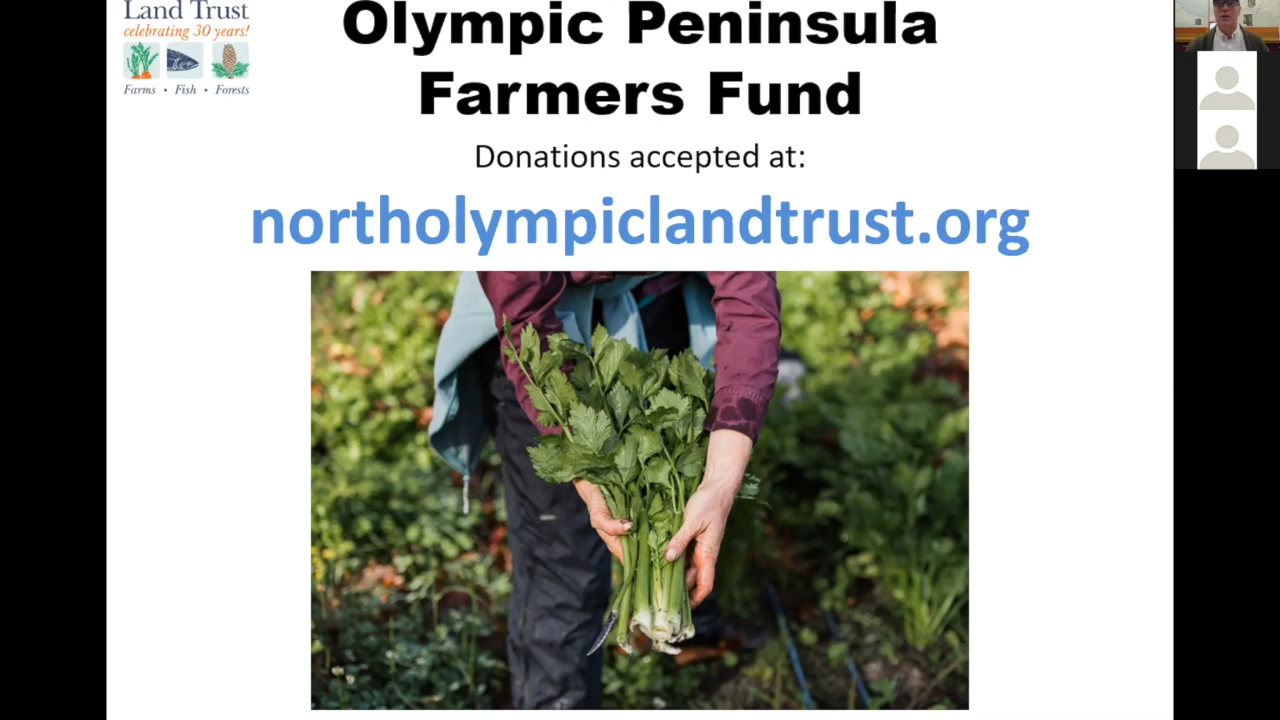 Land Trust
celebrating 30 years!
Farms • Fish • Forests
Olympic Peninsula
Farmers Fund
Donations accepted at:
northolympiclandtrust.org